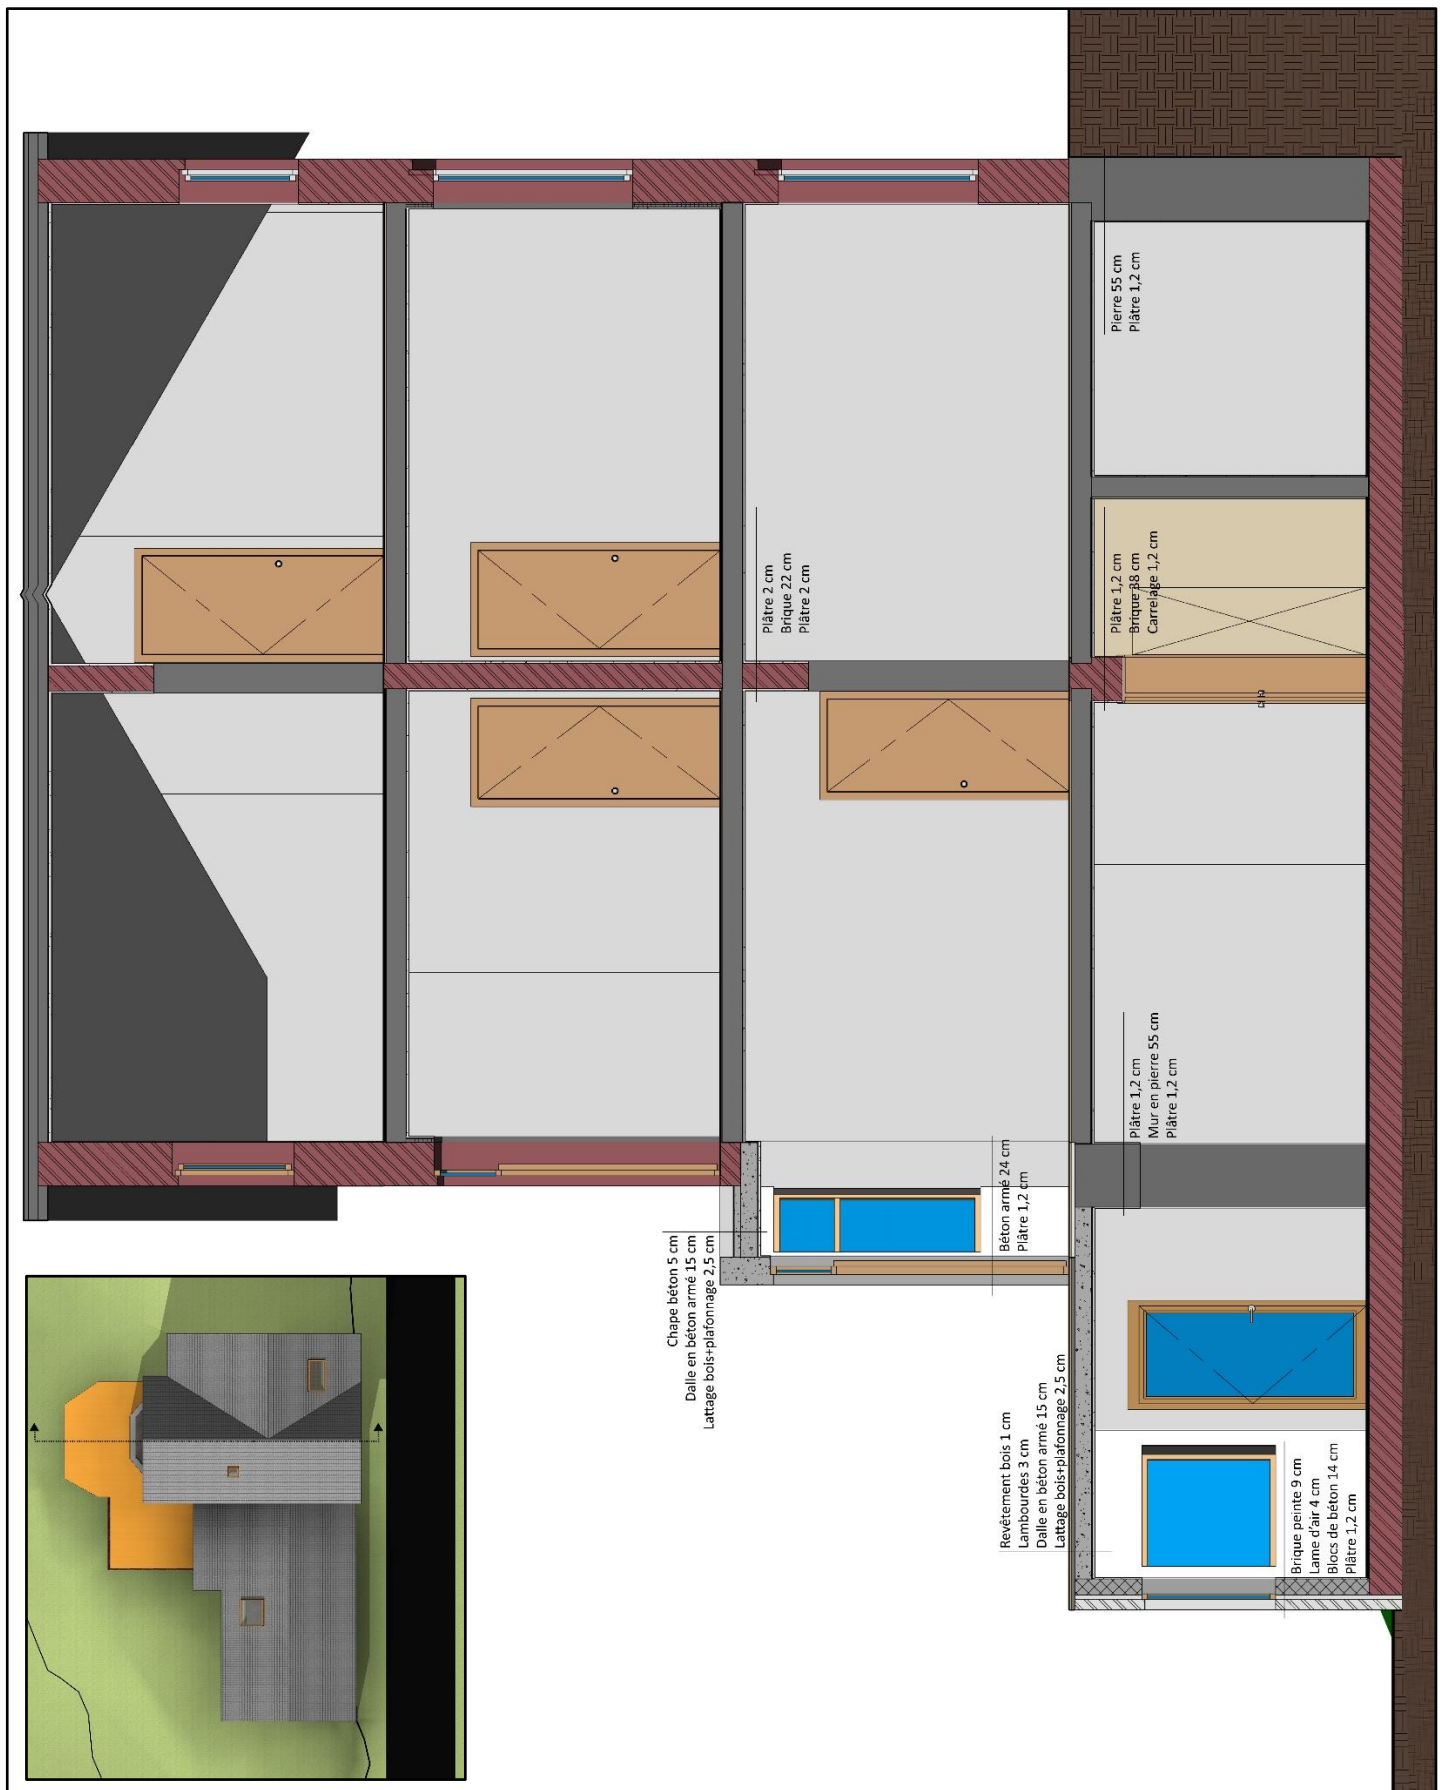 Pierre 55 cm
Plâtre 1,2 cm
Plâtre 2 cm
Brique 22 cm
Plâtre 2 cm
Plâtre 1,2 cm
Brique 38 cm
Carrelage 1,2 cm
Plâtre 1,2 cm
Mur en pierre 55 cm
Plâtre 1,2 cm
Béton armé 24 cm
Plâtre 1,2 cm
Chape béton 5 cm
Dalle en béton armé 15 cm
Lattage bois+plafonnage 2,5 cm
Revêtement bois 1 cm
Lambourdes 3 cm
Dalle en béton armé 15 cm
Lattage bois+plafonnage 2,5 cm
Brique peinte 9 cm
Lame d'air 4 cm
Blocs de béton 14 cm
Plâtre 1,2 cm